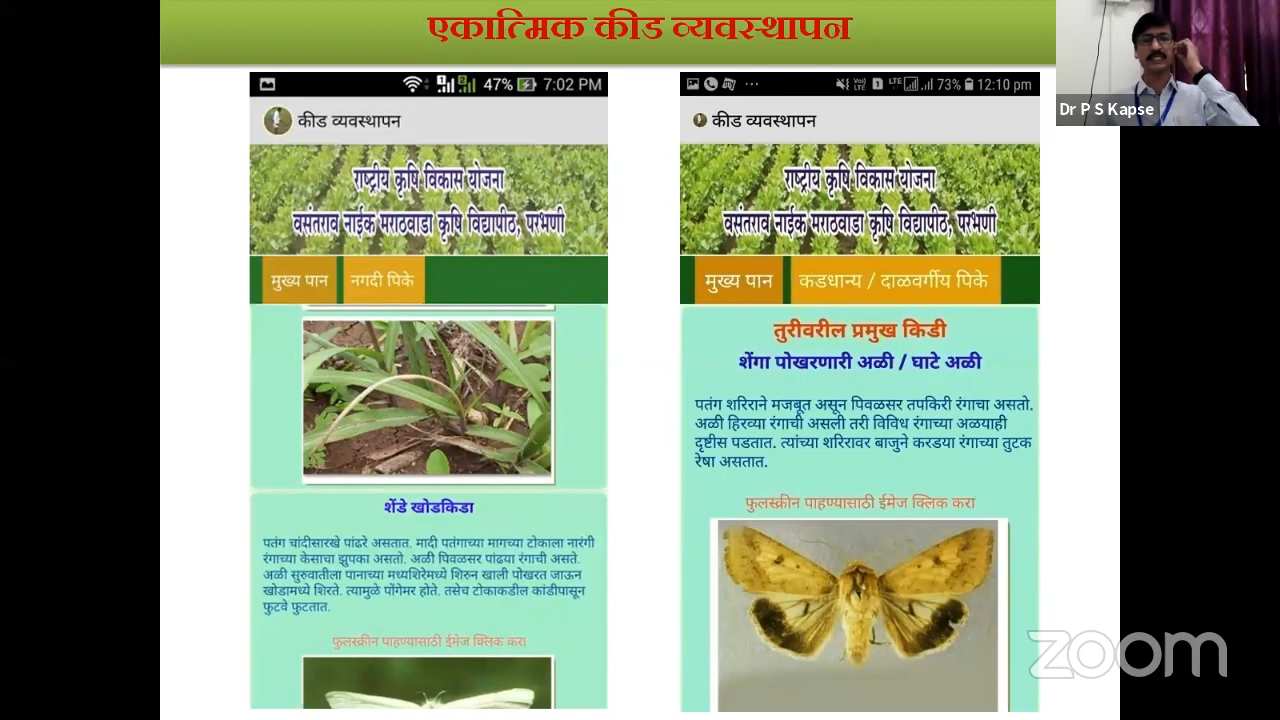 एकात्मिक कीड व्यवस्थापन
47% 7:02 PM
कीड व्यवस्थापन
राष्ट्रीय कृषि विकास योजना
वसंतराव नाईक मराठवाडा कृषि विद्यापीठ, परभणी
मुख्य पान
नगदी पिके
शेंडे खोडकिडा
पतंग चांदीसारखे पांढरे असतात. मादी पतंगाच्या मागच्या टोकाला नारंगी
रंगाच्या केसाचा झुपका असतो. अळी पिवळसर पांढया रंगाची असते.
अळी सुरुवातीला पानाच्या मध्यशिरेमध्ये शिरुन खाली पोखरत जाऊन
खोडामध्ये शिरते. त्यामुळे पोंगेमर होते. तसेच टोकाकडील कांडीपासून
फुटवे फुटतात.
फुलस्क्रीन पाहण्यासाठी ईमेज क्लिक करा
73% 12:10 pm
कीड व्यवस्थापन
राष्ट्रीय कृषि विकास योजना
वसंतराव नाईक मराठवाडा कृषि विद्यापीठ, परभणी
मुख्य पान
कडधान्य / दाळवर्गीय पिके
तुरीवरील प्रमुख किडी
शेंगा पोखरणारी अळी / घाटे अळी
पतंग शरिराने मजबूत असून पिवळसर तपकिरी रंगाचा असतो.
अळी हिरव्या रंगाची असली तरी विविध रंगाच्या अळयाही
दृष्टीस पडतात. त्यांच्या शरिरावर बाजुने करडया रंगाच्या तुटक
रेषा असतात.
फुलस्क्रीन पाहण्यासाठी ईमेज क्लिक करा
Dr P S Kapse
zoom